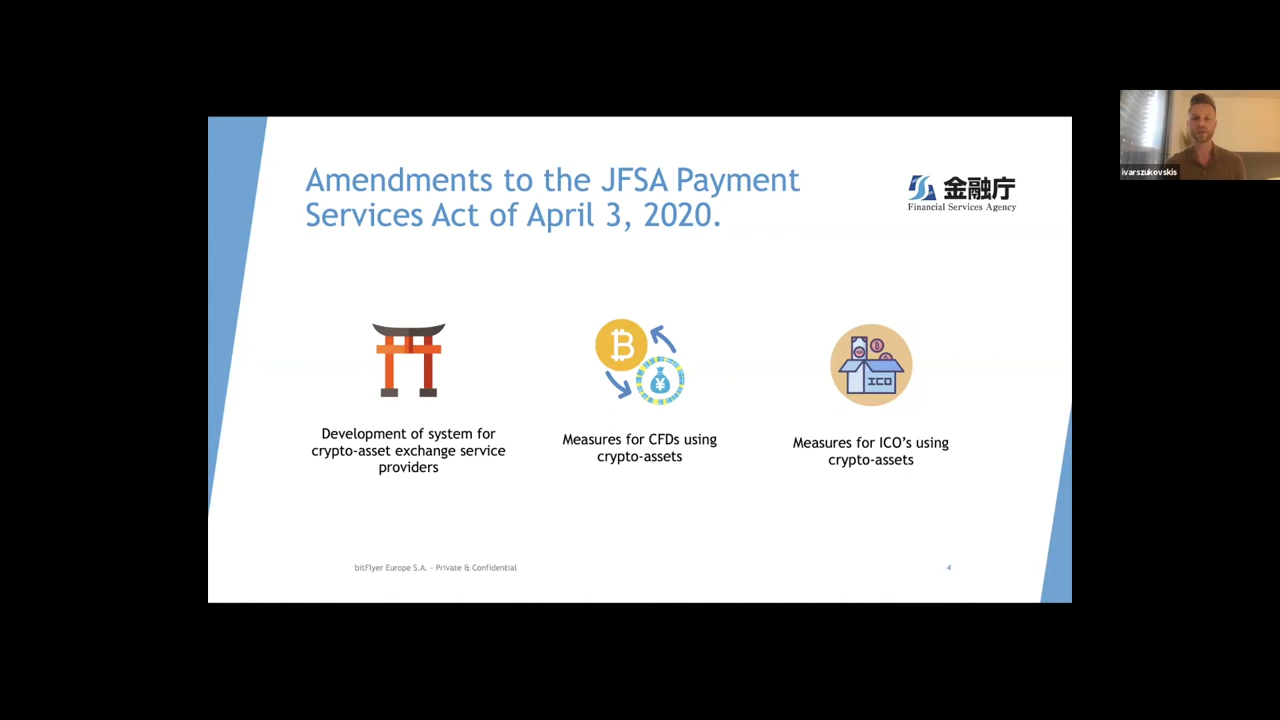 Amendments to the JFSA Payment
Services Act of April 3, 2020.
金融庁
Financial Services Agency
ivarszukovskis
ICO
Development of system for
crypto-asset exchange service
providers
Measures for CFDs using
crypto-assets
Measures for ICO’s using
crypto-assets
bitFlyer Europe S.A. - Private & Confidential
4